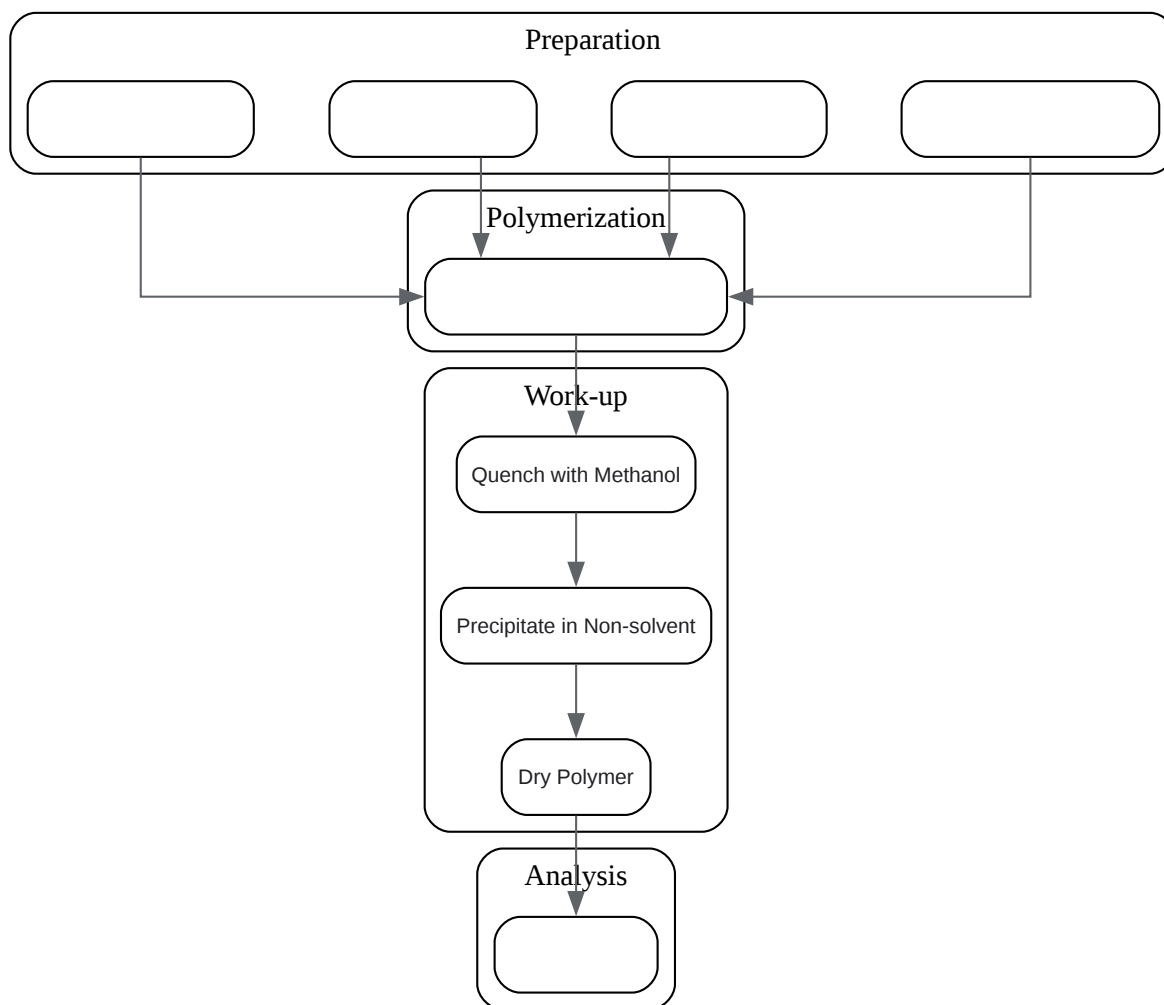 Preparation
Polymerization
Work-up
Quench with Methanol
Precipitate in Non-solvent
Dry Polymer
Analysis